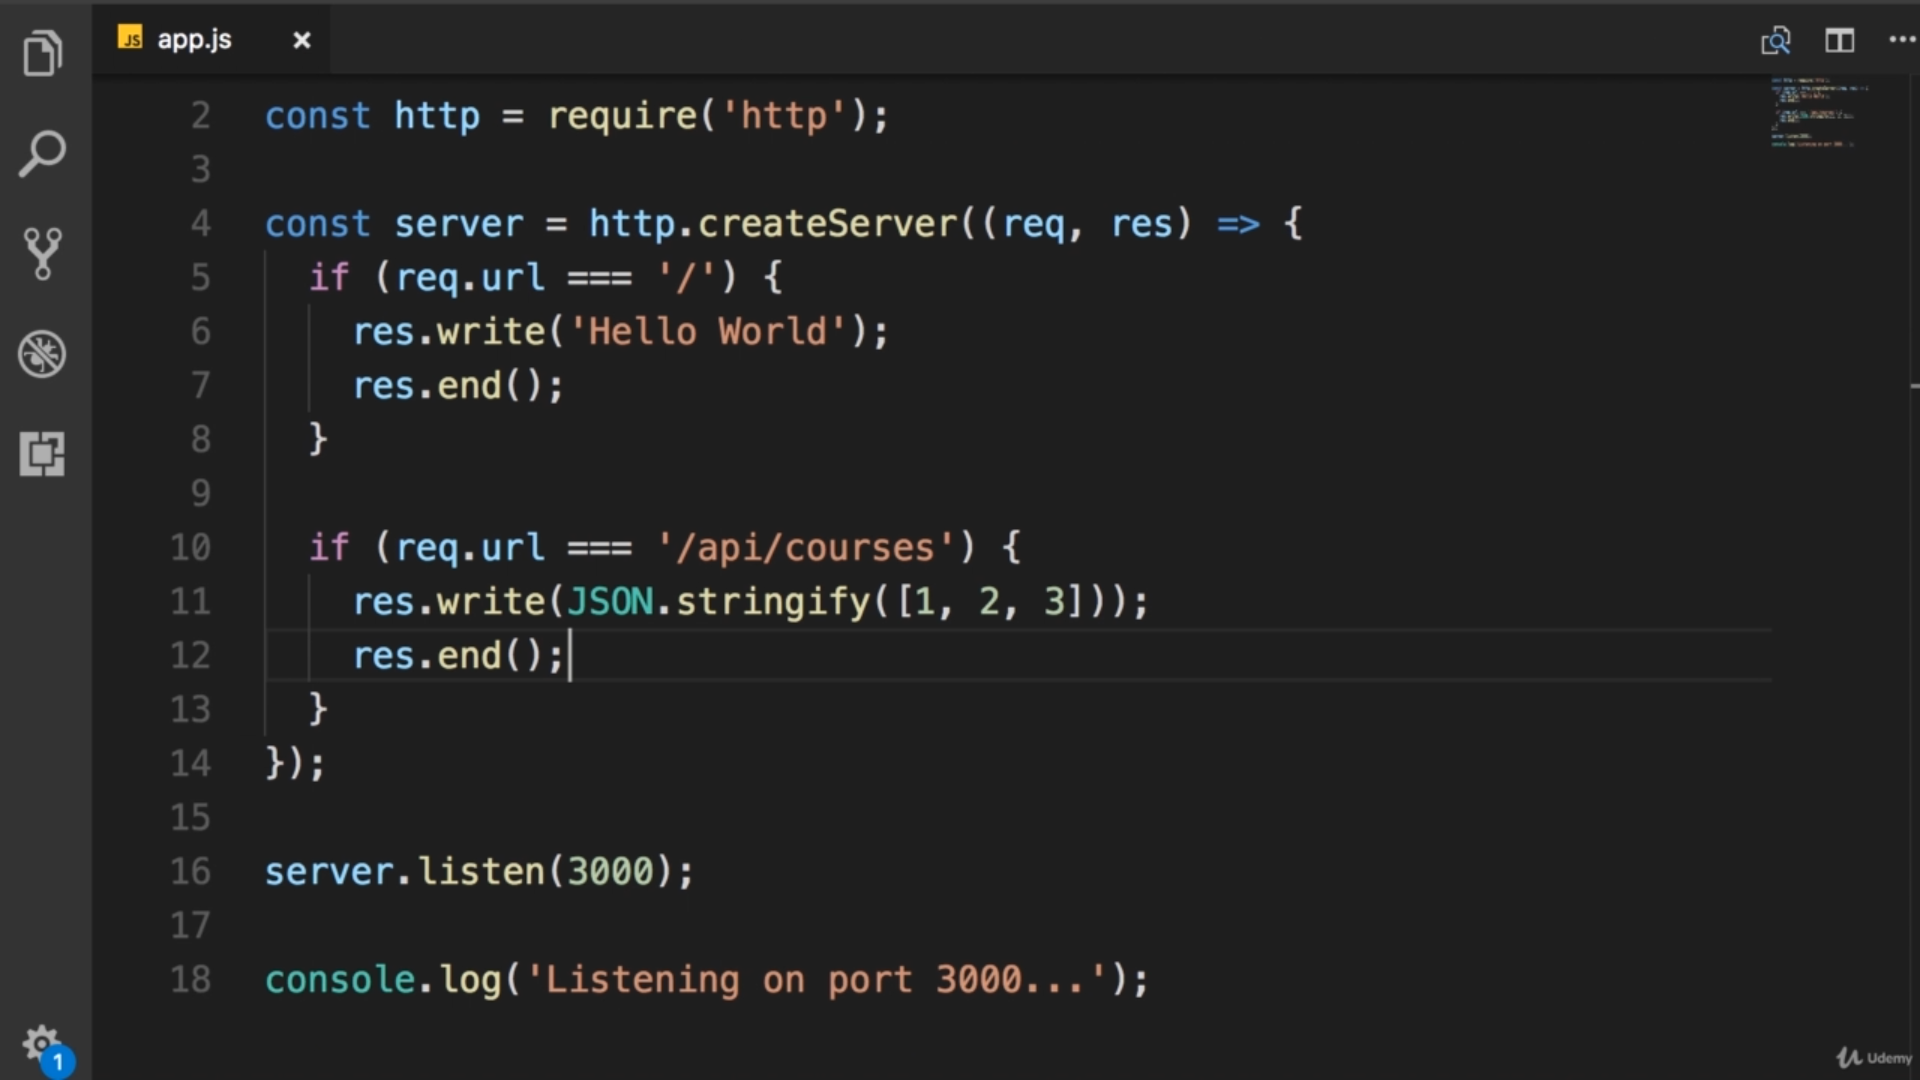 JS app.js ×
2 const http = require('http');
3
4 const server = http.createServer((req, res) => {
5 if (req.url === '/') {
6 res.write('Hello World');
7 res.end();
8 }
9
10 if (req.url === '/api/courses') {
11 res.write(JSON.stringify([1, 2, 3]));
12 res.end();
13 }
14 });
15
16 server.listen(3000);
17
18 console.log('Listening on port 3000...');
1
Udemy